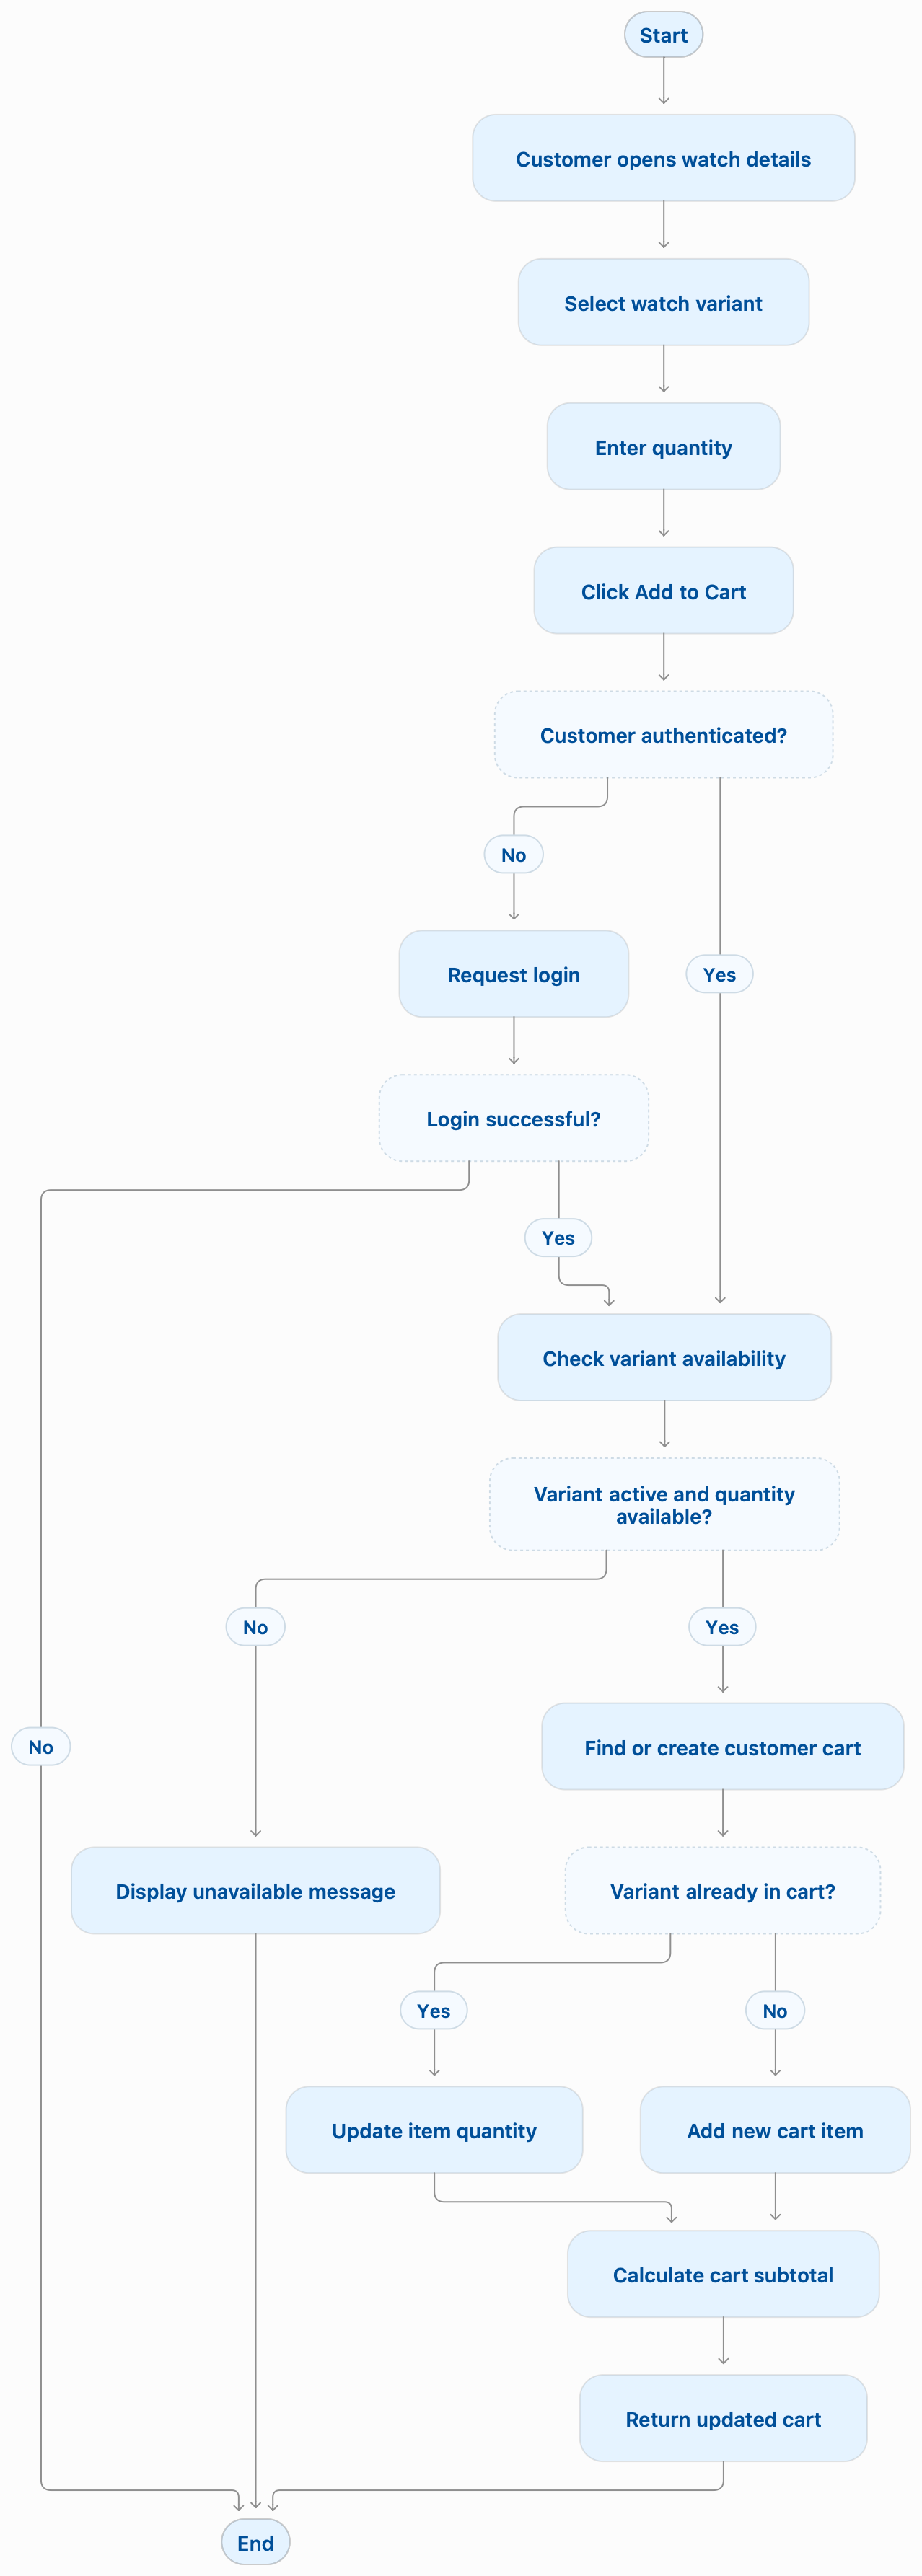 Start
Customer opens watch details
Select watch variant
Enter quantity
Click Add to Cart
Customer authenticated?
No
Request login
Yes
Login successful?
Yes
Check variant availability
Variant active and quantity
available?
No
Yes
No
Find or create customer cart
Display unavailable message
Variant already in cart?
Yes
No
Update item quantity
Add new cart item
Calculate cart subtotal
Return updated cart
End